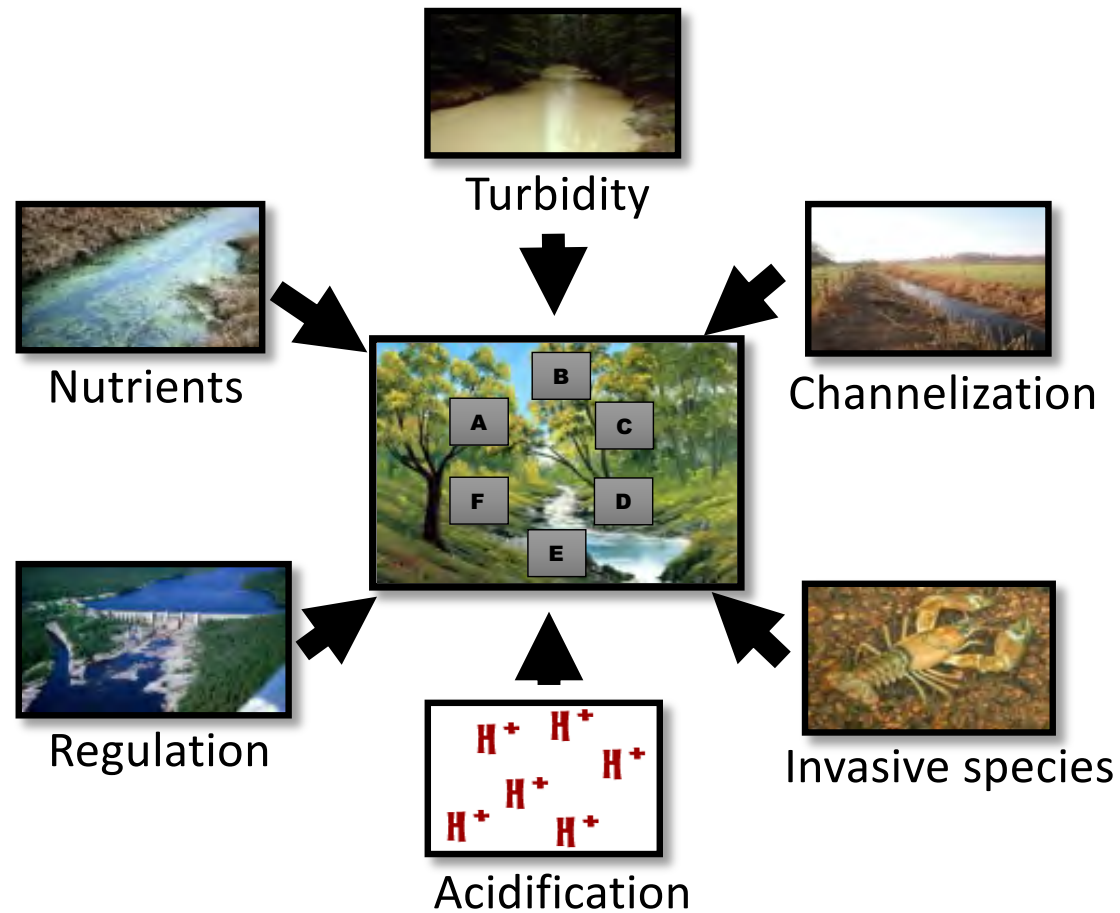 Turbidity
Nutrients
Channelization
B
A
C
F
D
E
Regulation
Invasive species
H+
H+
H+
H+
H+
H+
Acidification